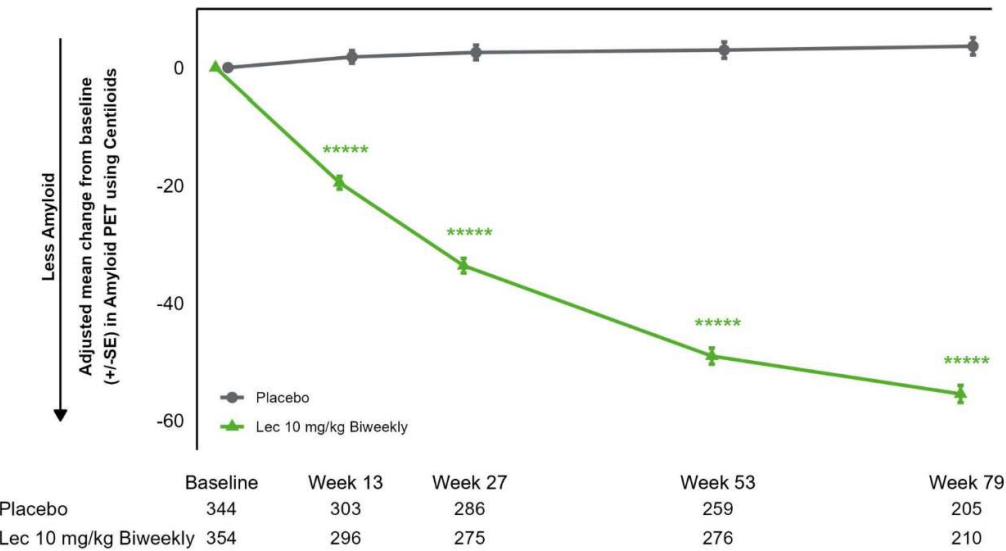 Less Amyloid
Adjusted mean change from baseline
(+/-SE) in Amyloid PET using Centiloids
0
-20
-40
-60
*****
*****
*****
*****
Placebo
Lec 10 mg/kg Biweekly
Baseline Week 13 Week 27 Week 53 Week 79
Placebo 344 303 286 259 205
Lec 10 mg/kg Biweekly 354 296 275 276 210